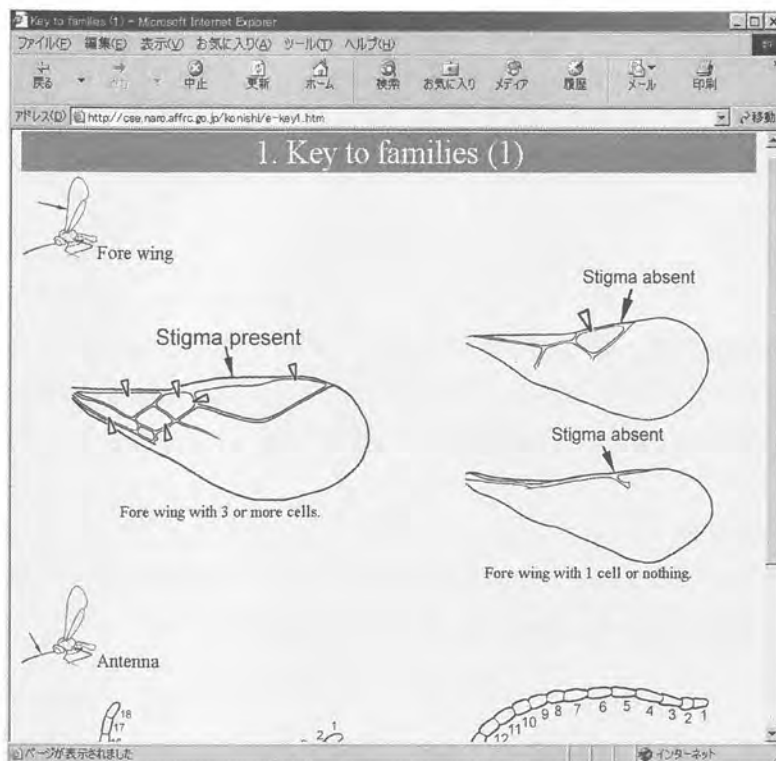 Key to families (1) - Microsoft Internet Explorer
ファイル(F) 編集(E) 表示(V) お気に入り(A) ツール(T) ヘルプ(H)
戻る 中止 更新 ホーム 検索 お気に入り メディア 履歴 メール 印刷
アドレス(D) http://cse.naro.affrc.go.jp/konishi/e-key1.htm 移動
1. Key to families (1)
Fore wing
Stigma absent
Stigma present
Stigma absent
Fore wing with 3 or more cells.
Fore wing with 1 cell or nothing.
Antenna
18
17
2 1
12 11 10 9 8 7 6 5 4 3 2 1
ページが表示されました インターネット